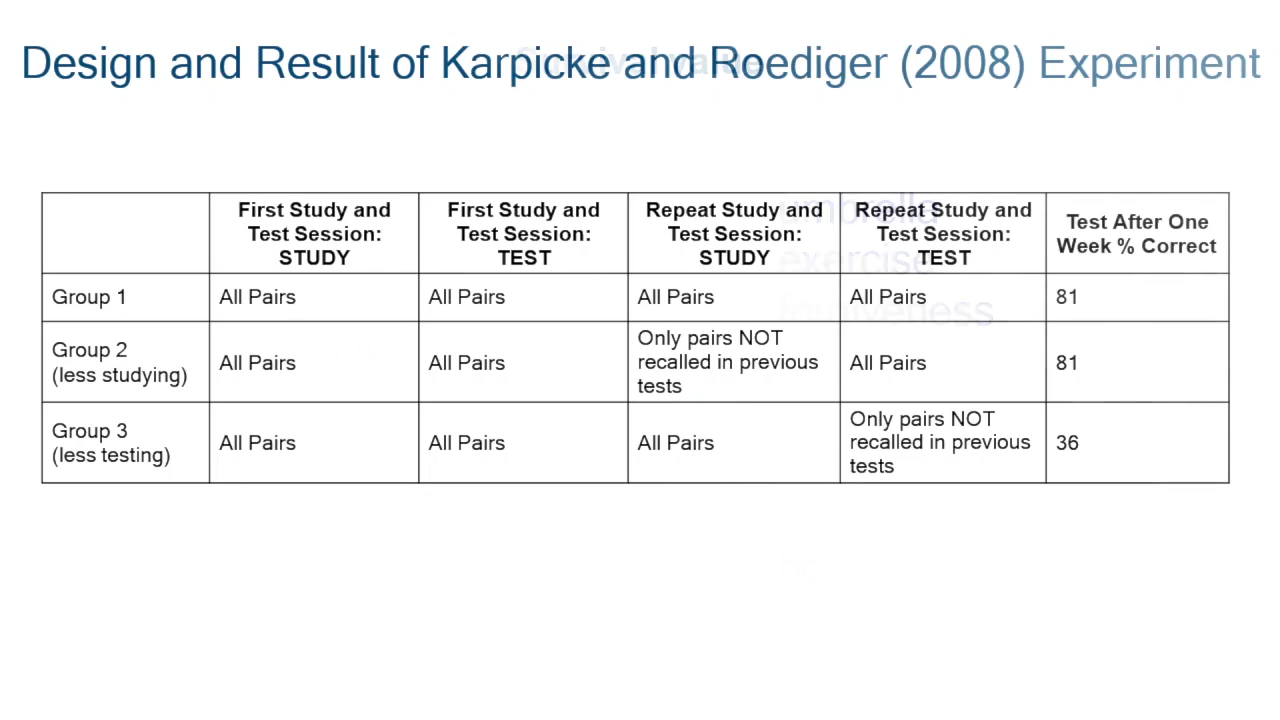 Design and Result of Karpicke and Roediger (2008) Experiment
First Study and
Test Session:
STUDY
First Study and
Test Session:
TEST
Repeat Study and
Test Session:
STUDY
Repeat Study and
Test Session:
TEST
Test After One
Week % Correct
Group 1
All Pairs
All Pairs
All Pairs
All Pairs
81
Group 2
(less studying)
All Pairs
All Pairs
Only pairs NOT
recalled in previous
tests
All Pairs
81
Group 3
(less testing)
All Pairs
All Pairs
All Pairs
Only pairs NOT
recalled in previous
tests
36
umbrella
exercise
forgiveness